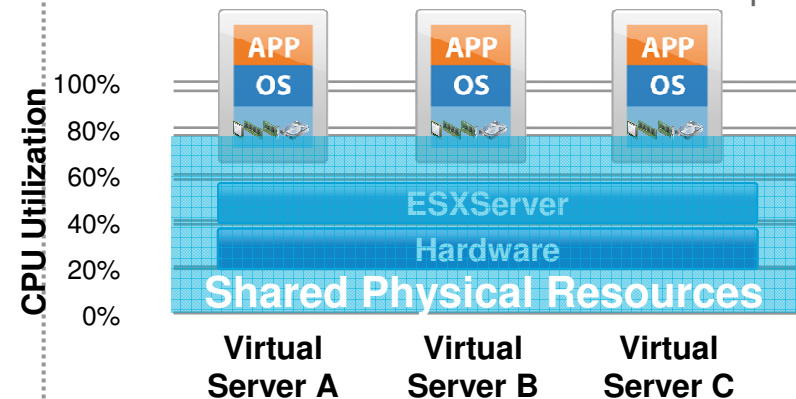 CPU Utilization
100%
80%
60%
40%
20%
0%
APP
OS
APP
OS
APP
OS
ESXServer
Hardware
Shared Physical Resources
Virtual
Server A
Virtual
Server B
Virtual
Server C